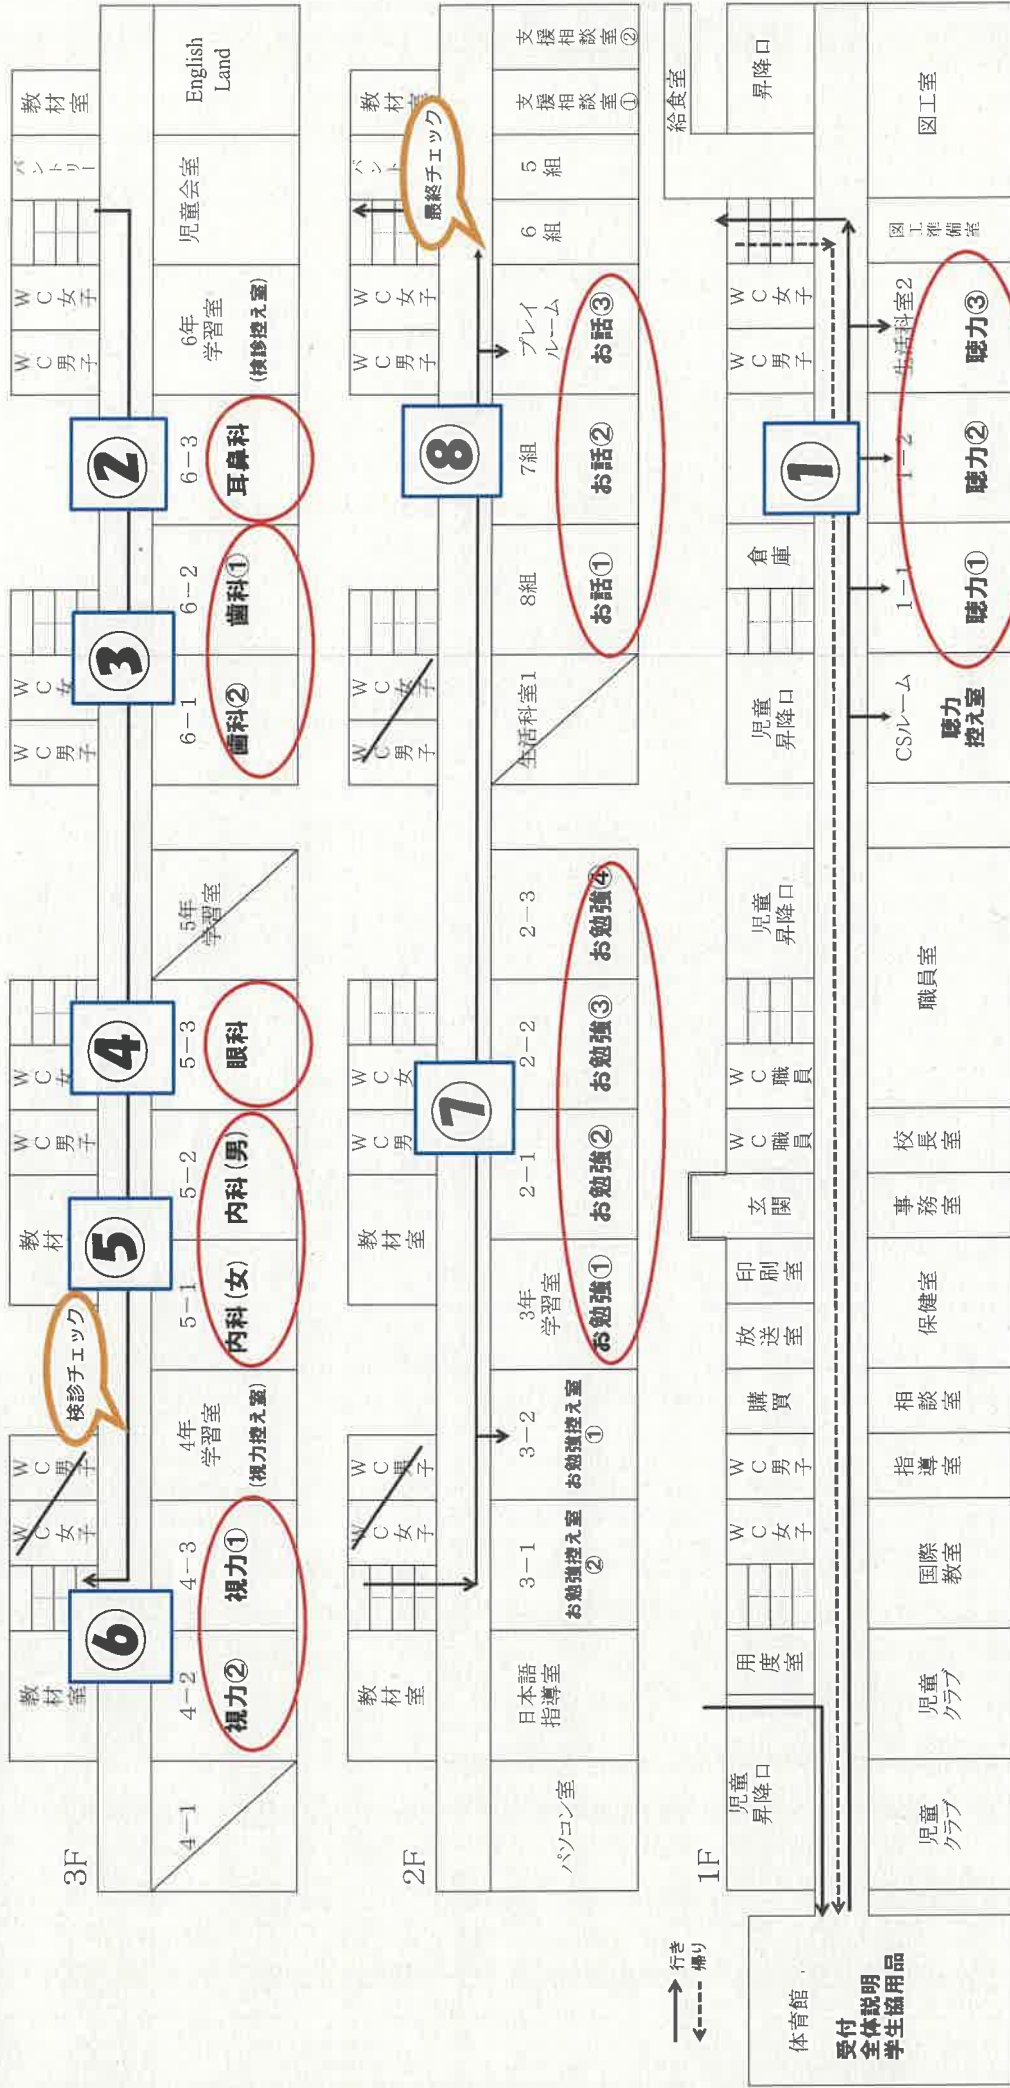 3F
教材室
WC女子
WC男子
検診チェック
教材
WC男子
WC女
WC男子
WC女
WC男子
WC女子
パントリー
教材室
⑥
⑤
④
③
②
4-1
4-2
視力②
4-3
視力①
4年
学習室
(視力控え室)
5-1
内科(女)
5-2
内科(男)
5-3
眼科
5年
学習室
6-1
歯科②
6-2
歯科①
6-3
耳鼻科
6年
学習室
(検診控え室)
児童会室
English
Land
2F
教材室
WC女子
WC男子
教材室
WC男
WC女
WC男子
WC女子
WC男子
WC女子
パント
最終チェック
教材
⑦
⑧
パソコン室
日本語
指導室
3-1
お勉強控え室
②
3-2
お勉強控え室
①
3年
学習室
お勉強①
2-1
お勉強②
2-2
お勉強③
2-3
お勉強④
生活科室1
8組
お話①
7組
お話②
プレイ
ルーム
お話③
6組
5組
支援相談室①
支援相談室②
行き
帰り
1F
児童
昇降口
用度室
WC女子
WC男子
購買
放送室
印刷室
玄関
WC職員
WC職員
児童
昇降口
児童
昇降口
倉庫
WC男子
WC女子
給食室
昇降口
①
体育館
受付
全体説明
学生協用品
児童
クラブ
児童
クラブ
国際
教室
指導室
相談室
保健室
事務室
校長室
職員室
CSルーム
聴力
控え室
1-1
聴力①
1-2
聴力②
生活科室2
聴力③
図工準備室
図工室